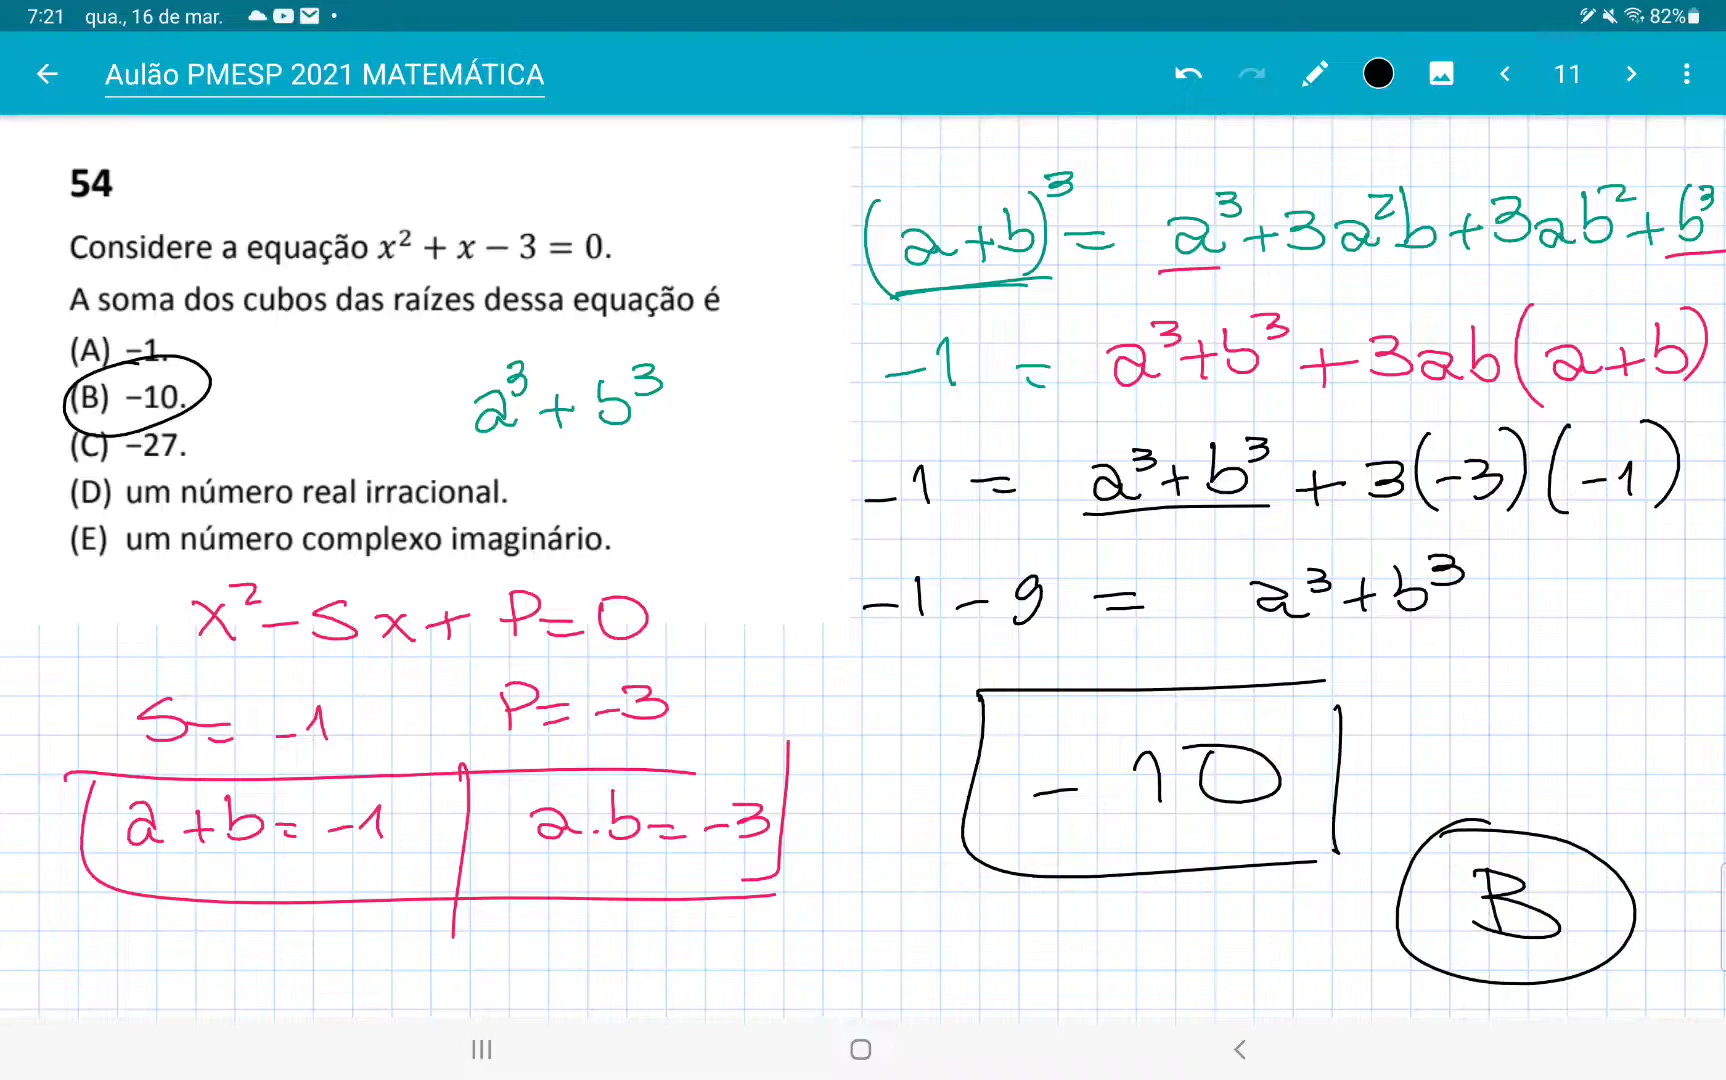 7:21 qua., 16 de mar. 82%
Aulão PMESP 2021 MATEMÁTICA 11
54
Considere a equação x² + x − 3 = 0.
A soma dos cubos das raízes dessa equação é
(A) −1.
(B) −10.
(C) −27.
(D) um número real irracional.
(E) um número complexo imaginário.
a³ + b³
x² − Sx + P = 0
S = −1 P = −3
a + b = −1 a.b = −3
(a+b)³ = a³ + 3a²b + 3ab² + b³
−1 = a³ + b³ + 3ab(a+b)
−1 = a³ + b³ + 3(−3)(−1)
−1 − 9 = a³ + b³
−10
B